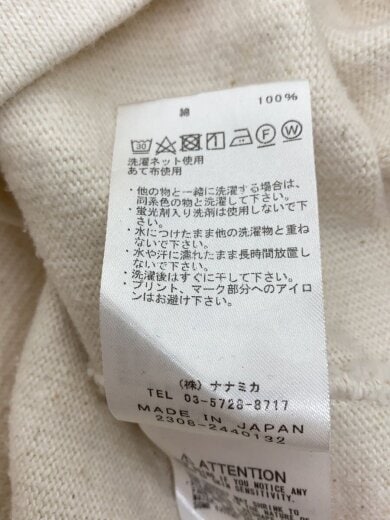 綿 100%
30 F W
洗濯ネット使用
あて布使用
・他の物と一緒に洗濯する場合は、
同系色の物と洗濯して下さい。
・蛍光剤入り洗剤は使用しないで下
さい。
・水につけたまま他の洗濯物と重ね
ないで下さい。
・水や汗に濡れたまま長時間放置し
ないで下さい。
・洗濯後はすぐに干して下さい。
・プリント、マーク部分へのアイロ
ンはお避け下さい。
(株) ナナミカ
TEL 03-5728-8717
MADE IN JAPAN
2308-2440132
ATTENTION
IF YOU NOTICE ANY
SENSITIVITY.